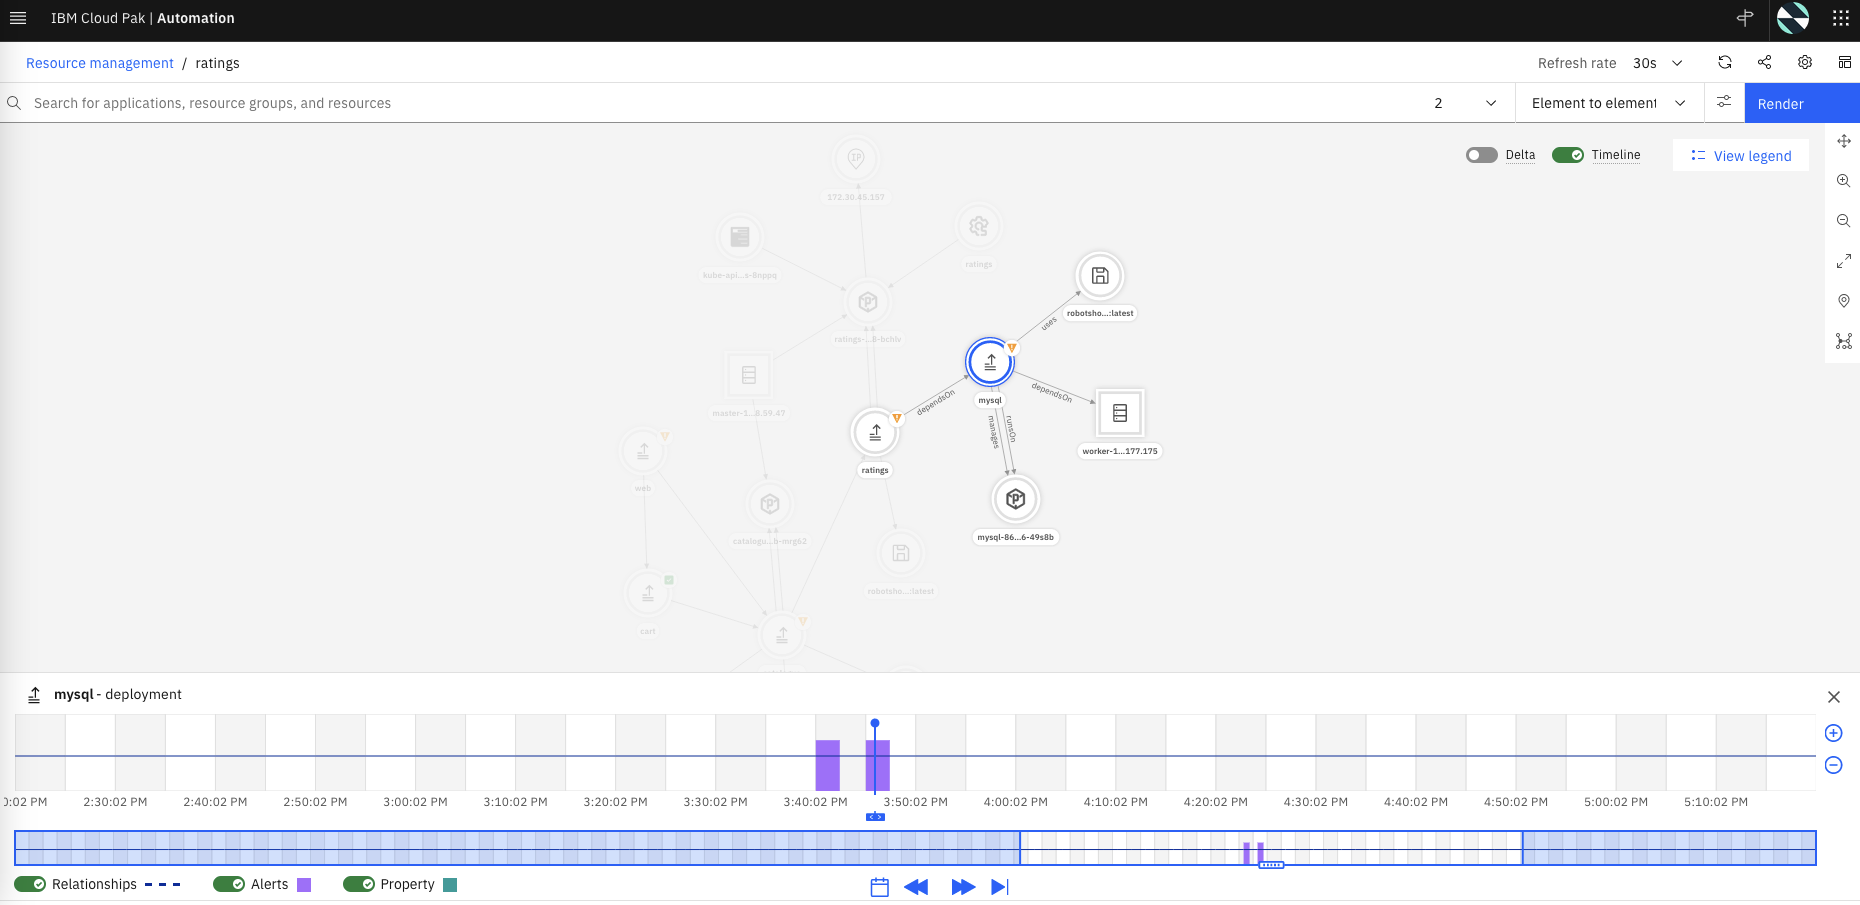 IBM Cloud Pak | Automation
Resource management / ratings
Refresh rate 30s
Search for applications, resource groups, and resources
2
Element to element
Render
Delta
Timeline
View legend
IP
172.30.45.157
kube-api...s-8nppq
ratings
ratings-...8-bchlv
robotsho...:latest
uses
mysql
dependsOn
dependsOn
manages
runsOn
master-1...8.59.47
worker-1...177.175
ratings
web
catalogu...b-mrg62
mysql-86...6-49s8b
robotsho...:latest
cart
mysql - deployment
0:02 PM 2:30:02 PM 2:40:02 PM 2:50:02 PM 3:00:02 PM 3:10:02 PM 3:20:02 PM 3:30:02 PM 3:40:02 PM 3:50:02 PM 4:00:02 PM 4:10:02 PM 4:20:02 PM 4:30:02 PM 4:40:02 PM 4:50:02 PM 5:00:02 PM 5:10:02 PM
Relationships
Alerts
Property